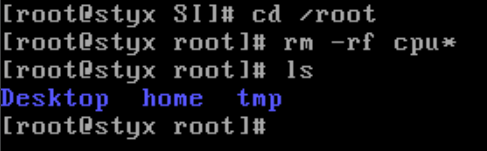 [root@styx SI]# cd /root
[root@styx root]# rm -rf cpu*
[root@styx root]# ls
Desktop  home  tmp
[root@styx root]#